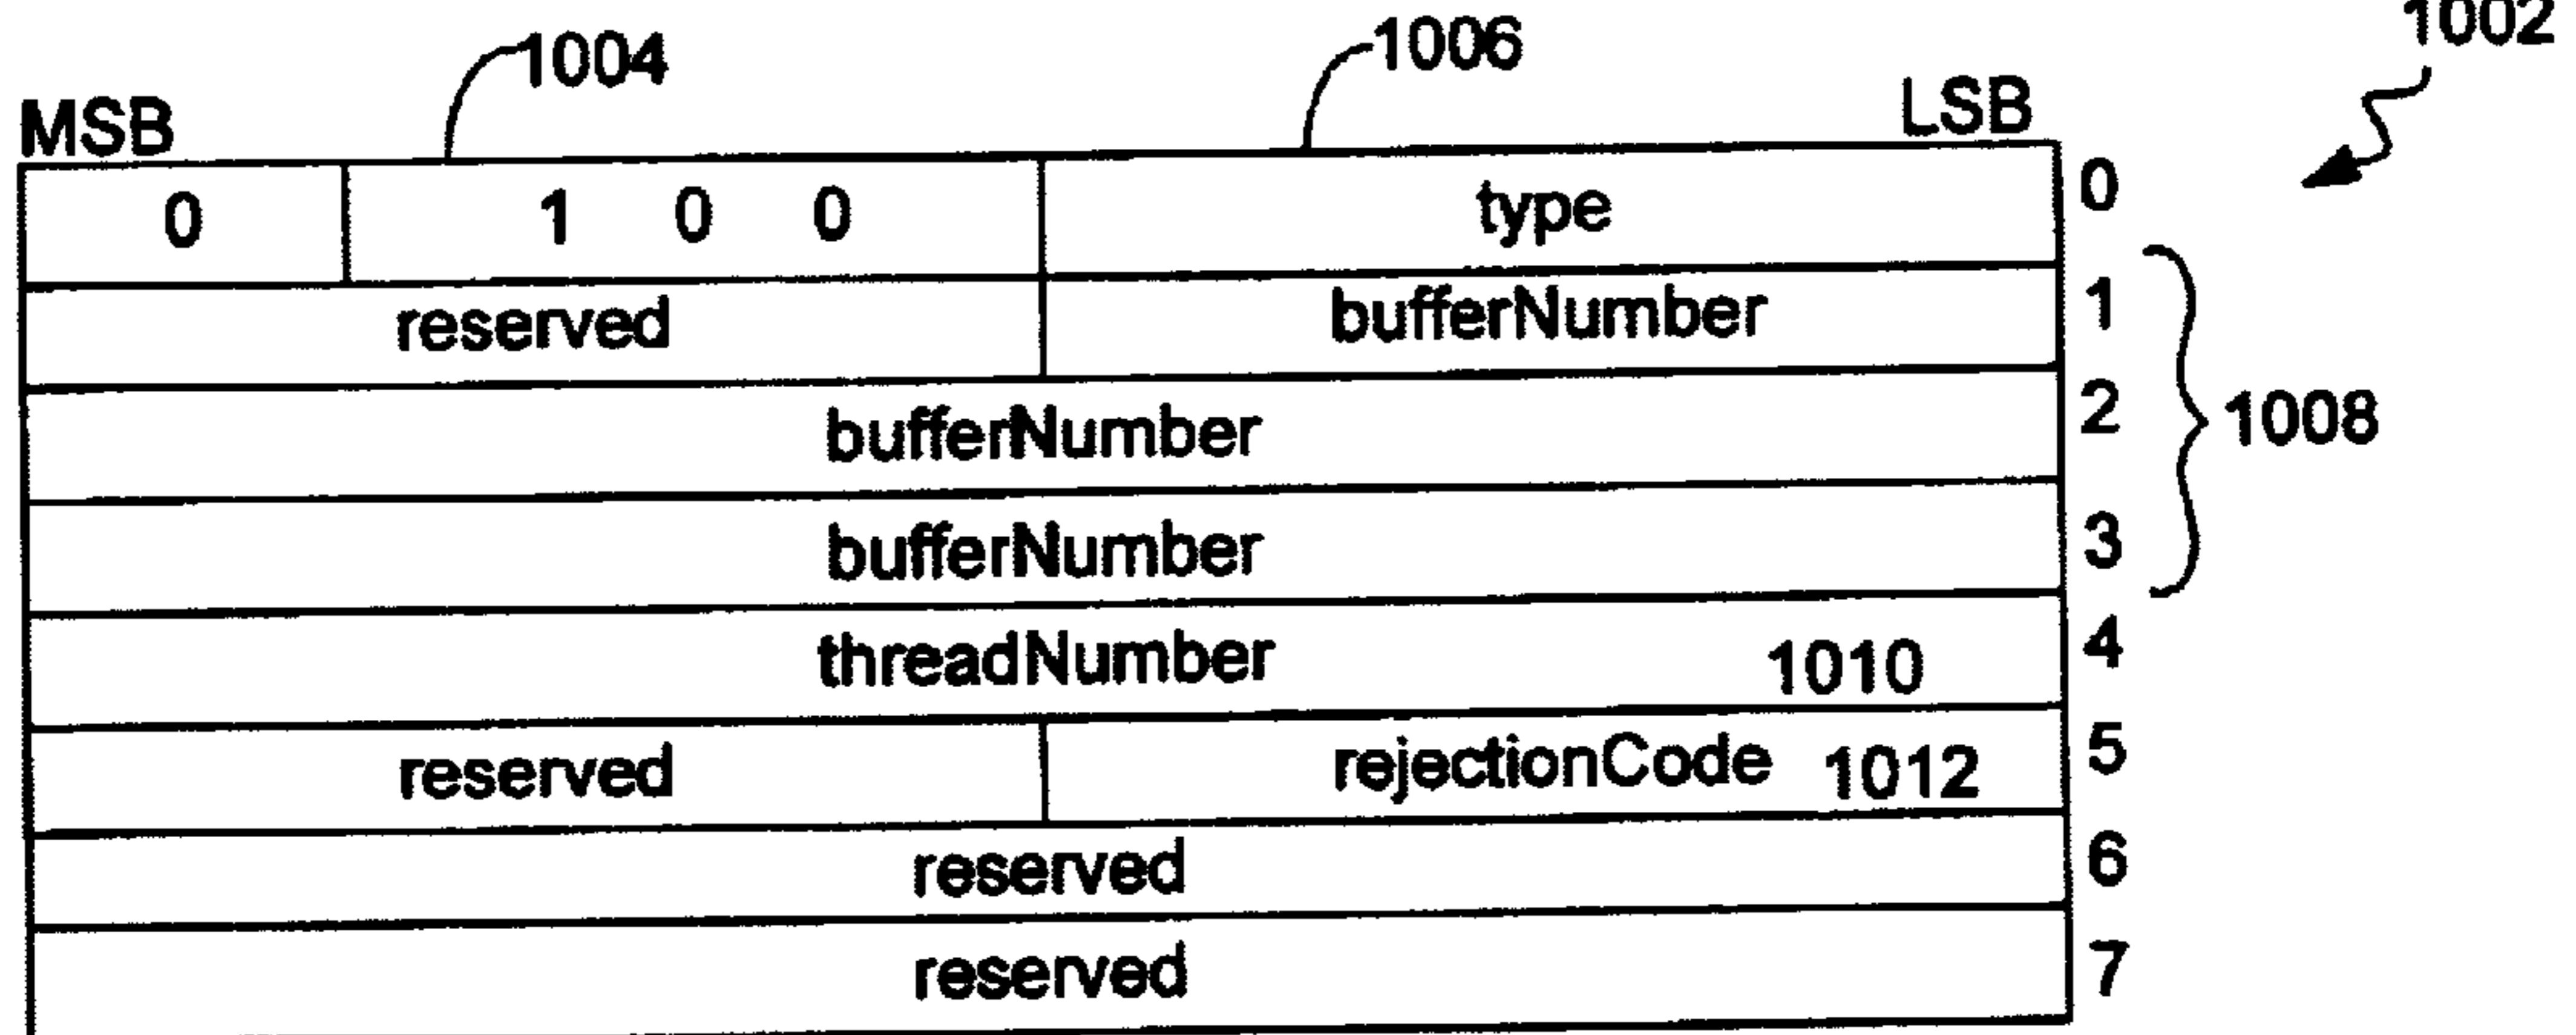 1002
1004 1006
MSB LSB
0 1 0 0 type 0
reserved bufferNumber 1
bufferNumber 2
1008
bufferNumber 3
threadNumber 1010 4
reserved rejectionCode 1012 5
reserved 6
reserved 7